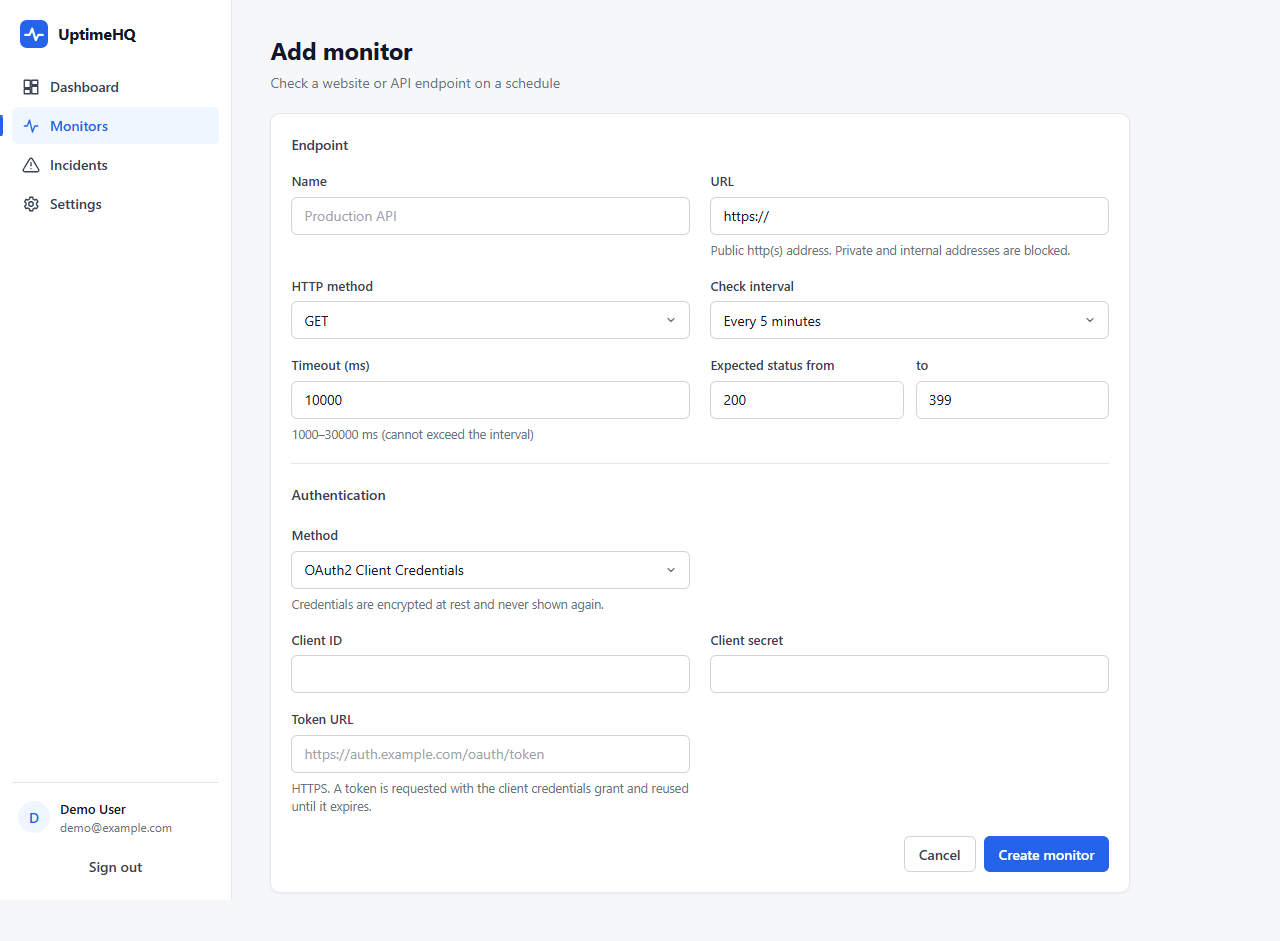 UptimeHQ
Dashboard
Monitors
Incidents
Settings
Demo User
D
demo@example.com
Sign out
Add monitor
Check a website or API endpoint on a schedule
Endpoint
Name
URL
Production API
https://
Public http(s) address. Private and internal addresses are blocked.
HTTP method
Check interval
GET
Every 5 minutes
Timeout (ms)
Expected status from
to
10000
200
399
1000–30000 ms (cannot exceed the interval)
Authentication
Method
OAuth2 Client Credentials
Credentials are encrypted at rest and never shown again.
Client ID
Client secret
Token URL
https://auth.example.com/oauth/token
HTTPS. A token is requested with the client credentials grant and reused
until it expires.
Cancel
Create monitor